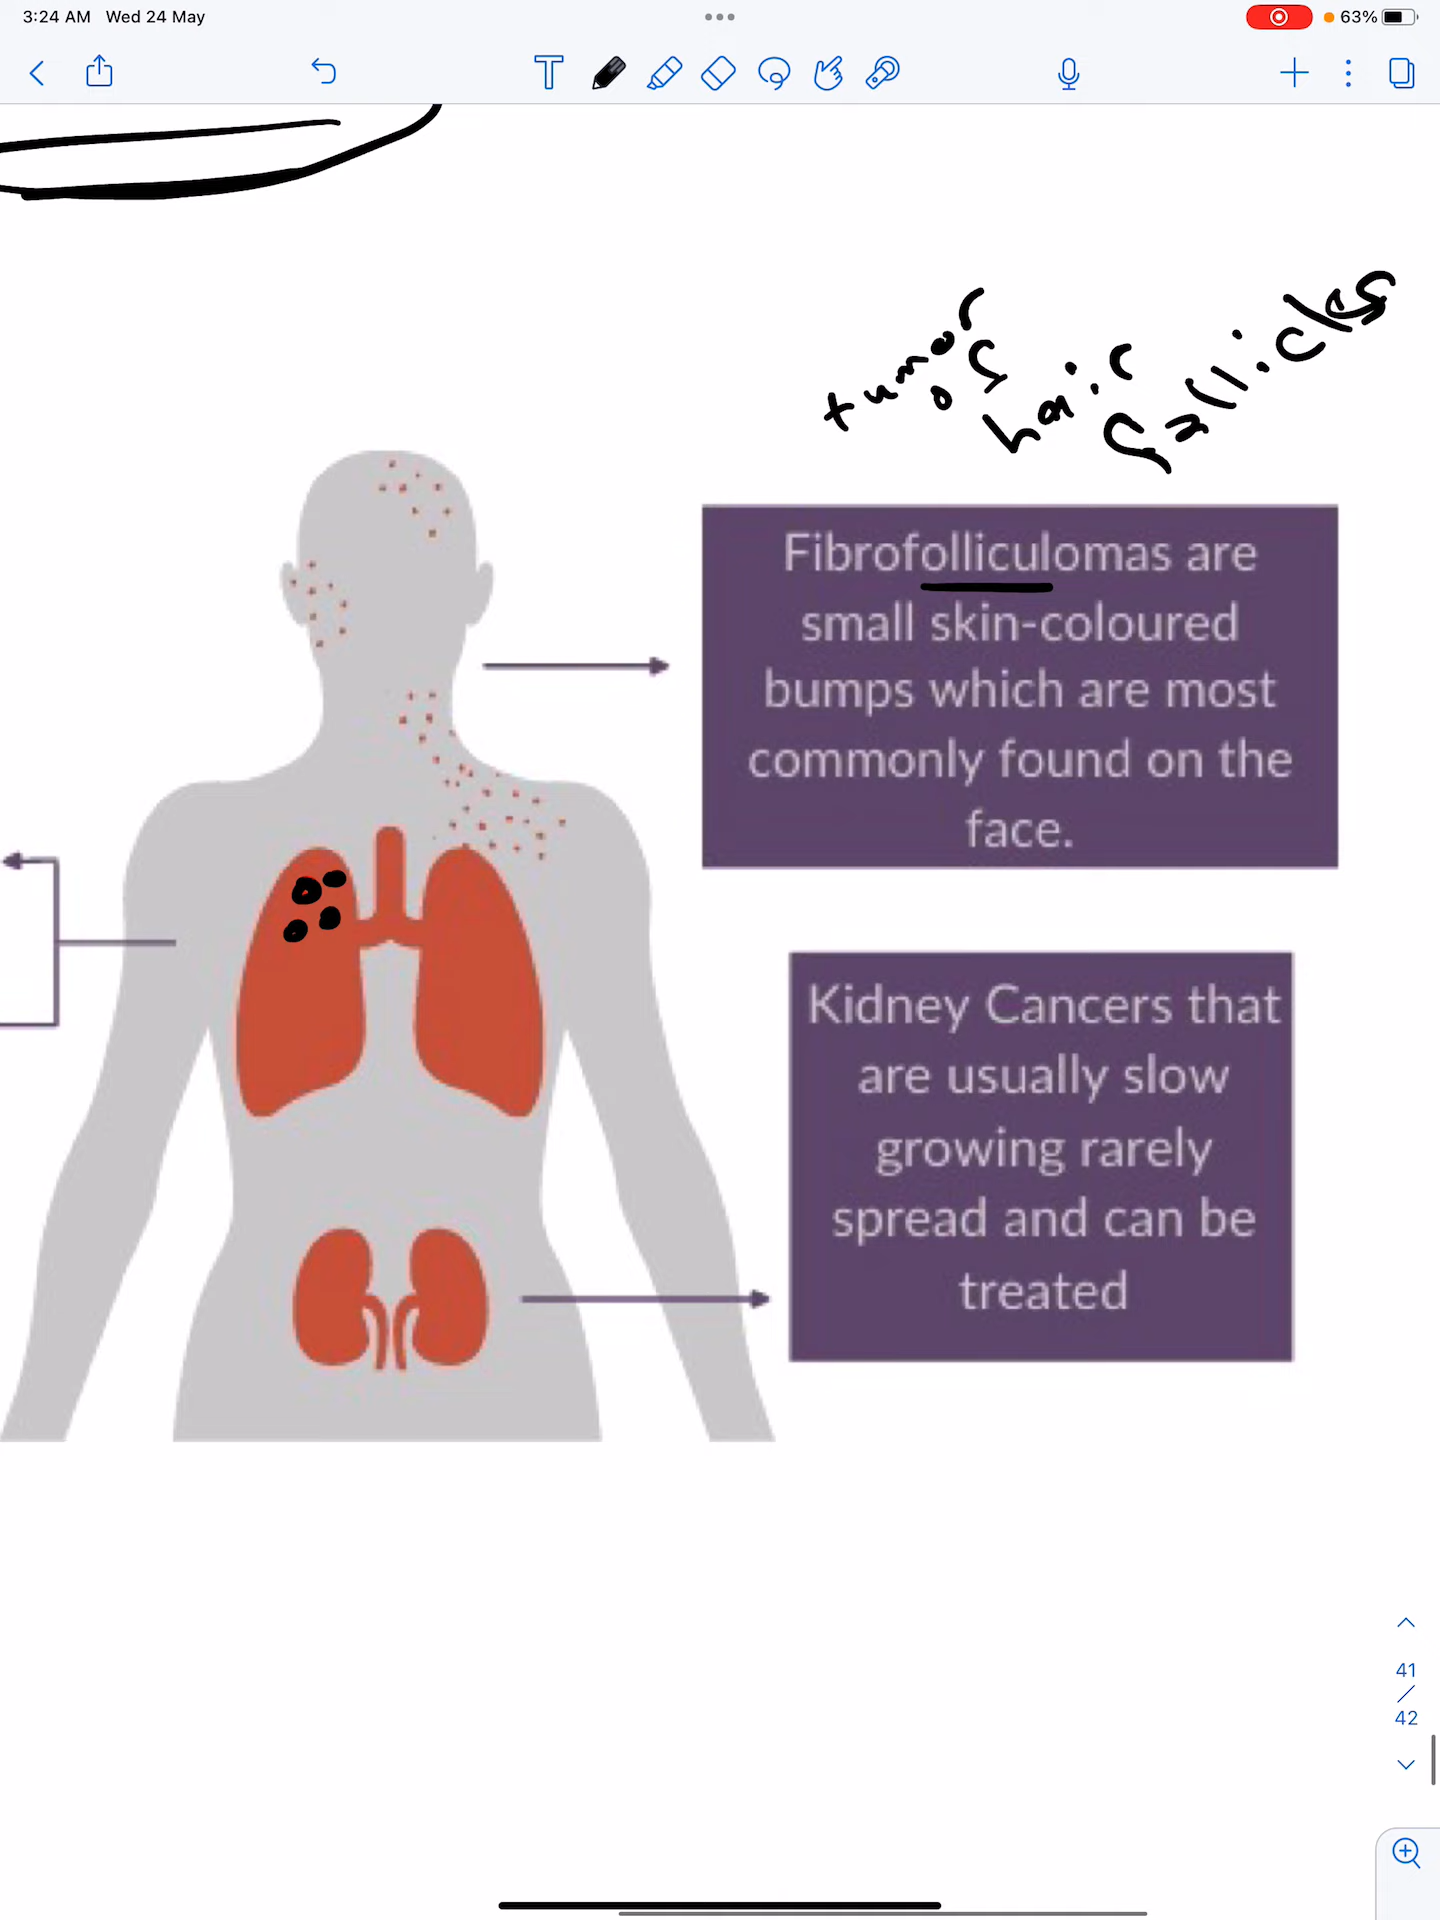 3:24 AM Wed 24 May
63%
T
tumor
of
hair
follicles
Fibrofolliculomas are
small skin-coloured
bumps which are most
commonly found on the
face.
Kidney Cancers that
are usually slow
growing rarely
spread and can be
treated
41
/
42